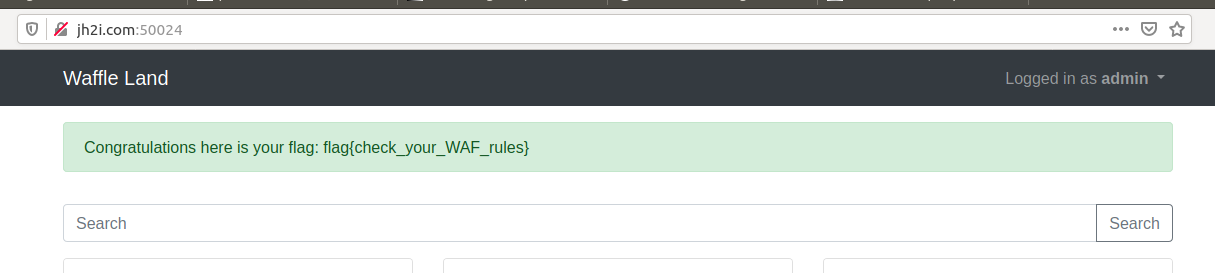 jh2i.com:50024
Waffle Land
Logged in as admin
Congratulations here is your flag: flag{check_your_WAF_rules}
Search Search